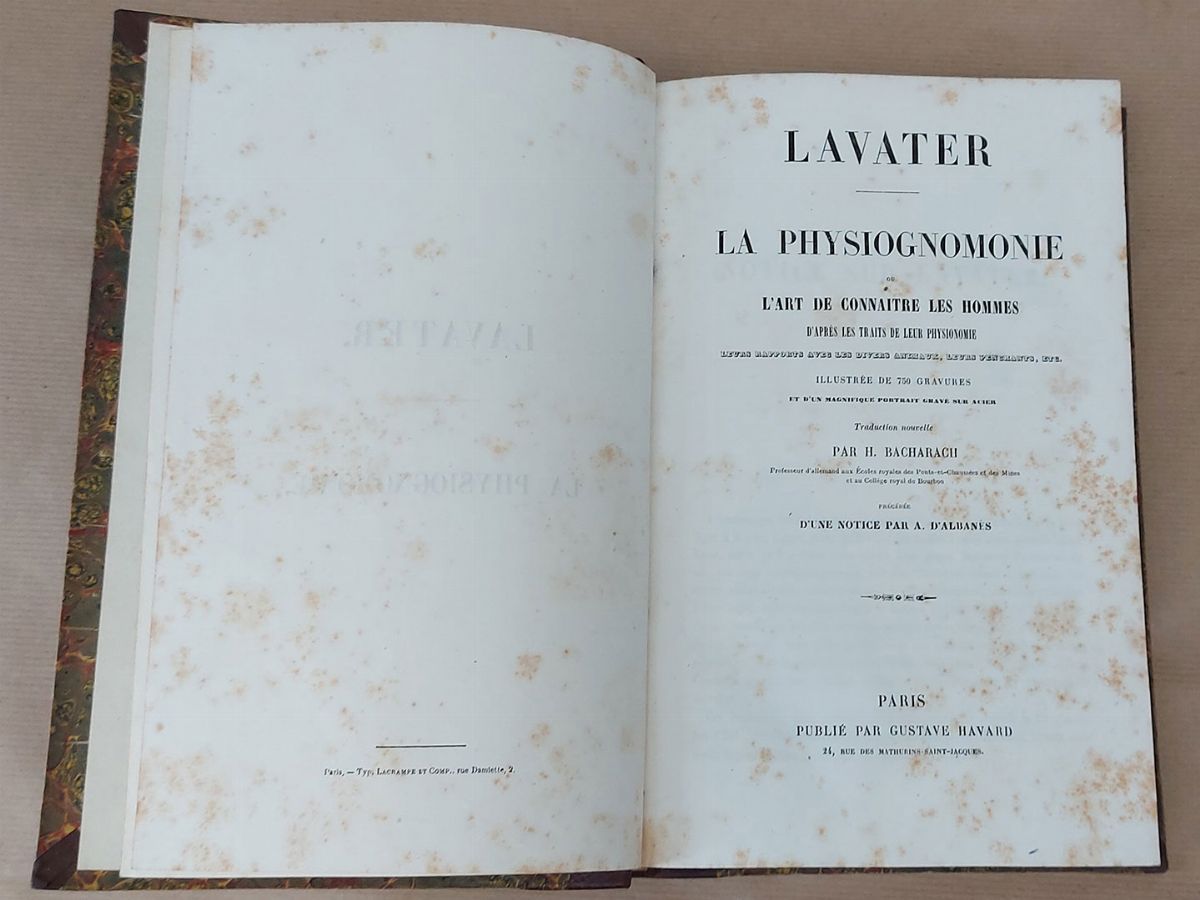 Paris, — Typ. LACRAMPE ET COMP., rue Damiette, 2.
LAVATER
LA PHYSIOGNOMONIE
OU
L'ART DE CONNAITRE LES HOMMES
D'APRÈS LES TRAITS DE LEUR PHYSIONOMIE
LEURS RAPPORTS AVEC LES DIVERS ANIMAUX, LEURS PENCHANTS, ETC.
ILLUSTRÉE DE 750 GRAVURES
ET D'UN MAGNIFIQUE PORTRAIT GRAVÉ SUR ACIER
Traduction nouvelle
PAR H. BACHARACH
Professeur d'allemand aux Écoles royales des Ponts-et-Chaussées et des Mines
et au Collège royal de Bourbon
PRÉCÉDÉE
D'UNE NOTICE PAR A. D'ALBANÈS
PARIS
PUBLIÉ PAR GUSTAVE HAVARD
24, RUE DES MATHURINS-SAINT-JACQUES.